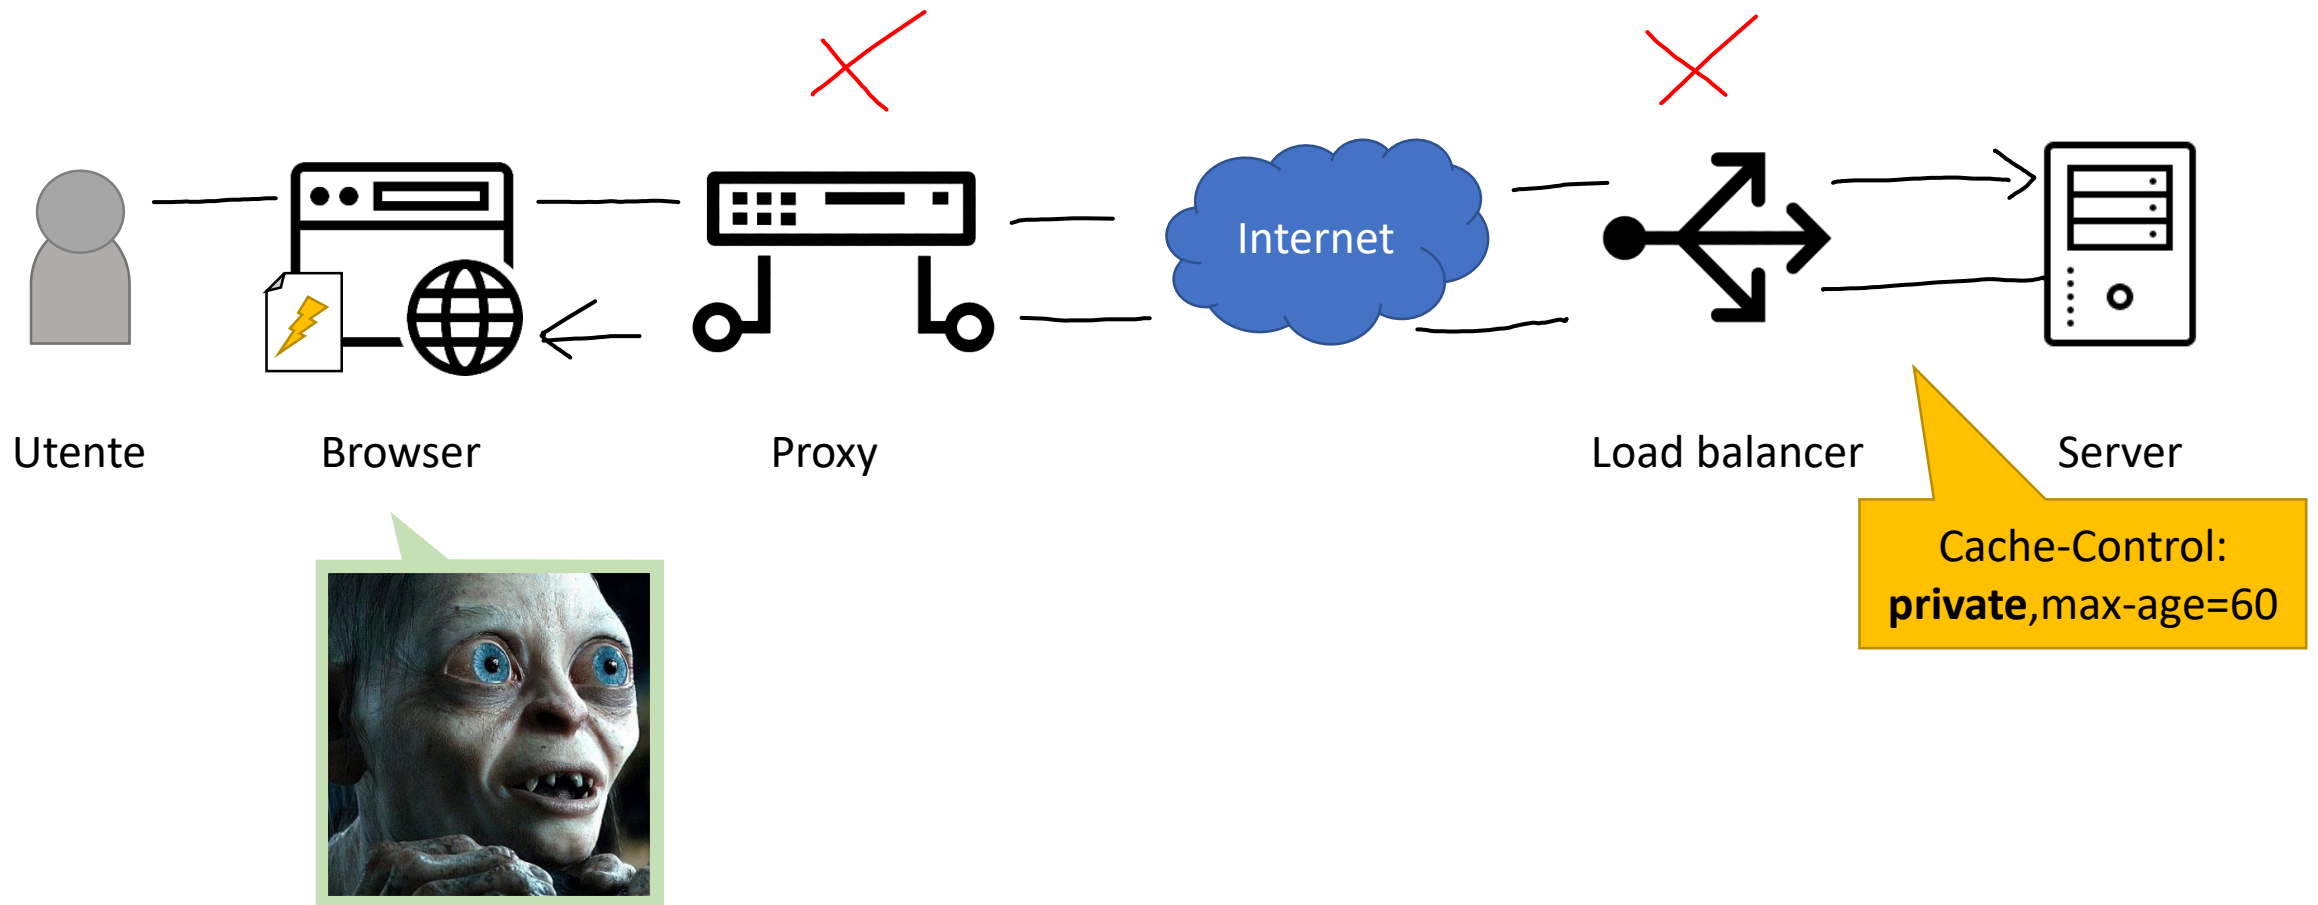 Internet
Utente
Browser
Proxy
Load balancer
Server
Cache-Control:
private,max-age=60